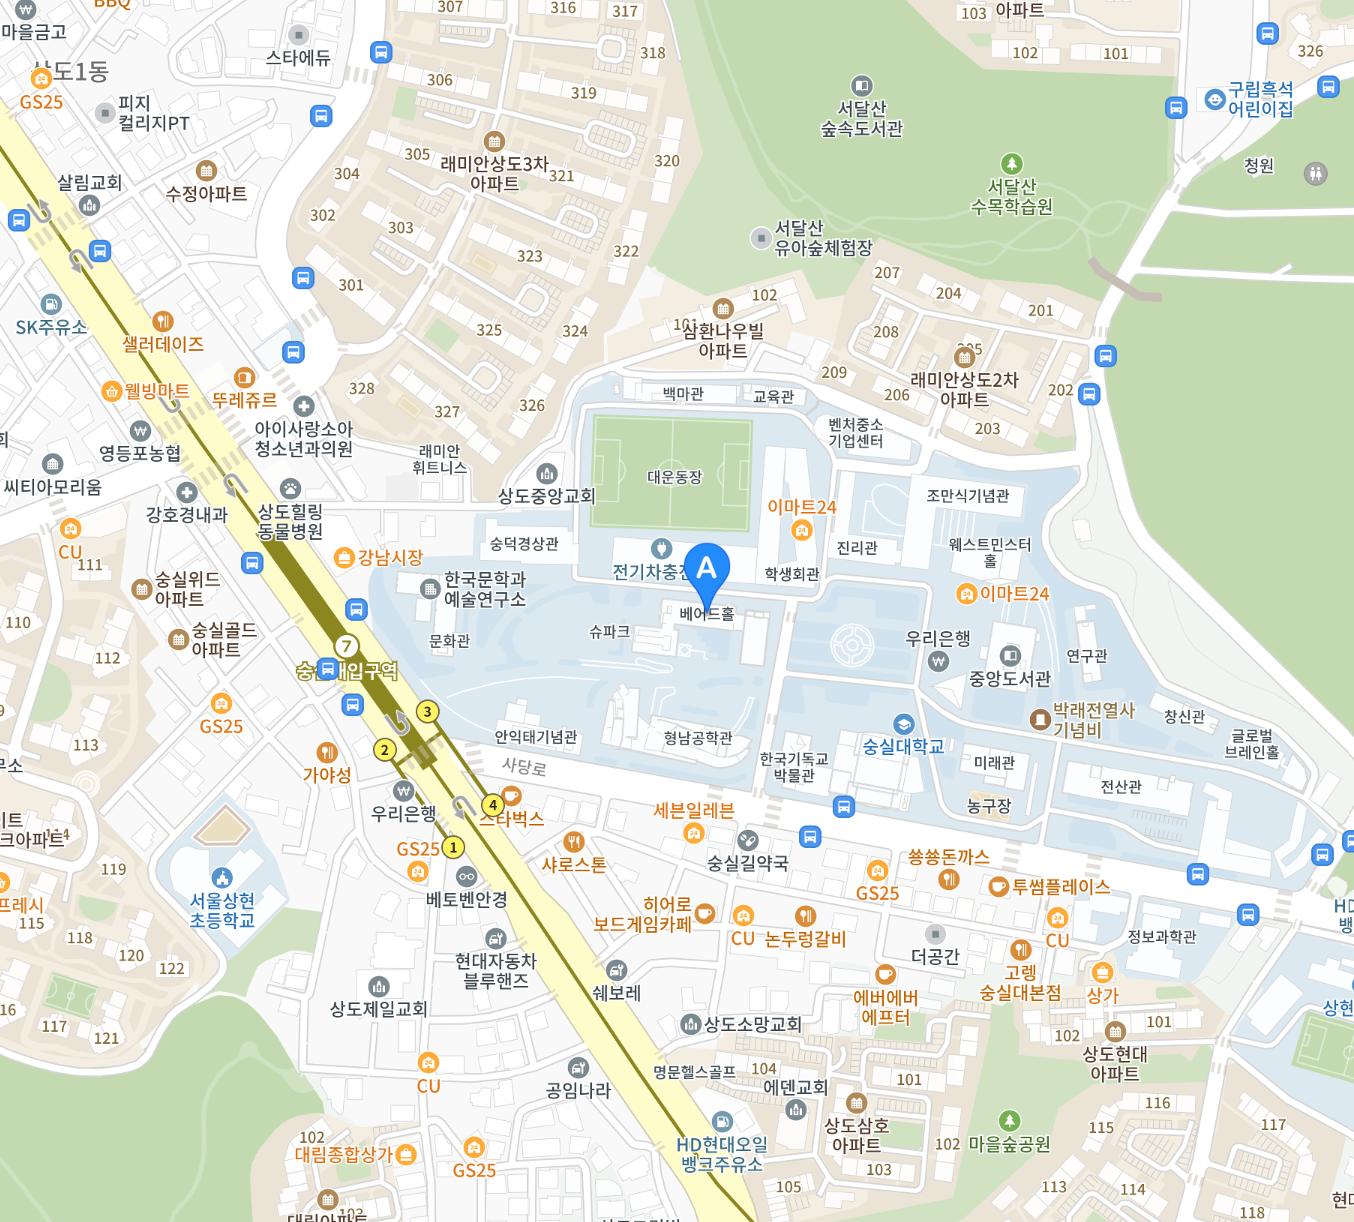 BBQ
마을금고
상도1동
GS25
스타에듀
피지
컬리지PT
수정아파트
살림교회
307
316
317
318
306
319
305
래미안상도3차
아파트
321
320
304
302
303
322
323
301
325
324
328
327
326
103
아파트
102
101
326
구립흑석
어린이집
청원
서달산
숲속도서관
서달산
수목학습원
서달산
유아숲체험장
207
204
201
208
205
래미안상도2차
아파트
209
206
202
203
102
101
삼환나우빌
아파트
SK주유소
샐러데이즈
웰빙마트
뚜레쥬르
아이사랑소아
청소년과의원
영등포농협
씨티아모리움
강호경내과
상도힐링
동물병원
CU
래미안
휘트니스
상도중앙교회
백마관
교육관
벤처중소
기업센터
대운동장
조만식기념관
이마트24
진리관
웨스트민스터
홀
숭덕경상관
강남시장
전기차충전
학생회관
A
이마트24
한국문학과
예술연구소
베어드홀
슈파크
문화관
우리은행
중앙도서관
연구관
111
숭실위드
아파트
110
숭실골드
아파트
112
7
숭실대입구역
GS25
113
3
2
4
1
안익태기념관
형남공학관
한국기독교
박물관
숭실대학교
박래전열사
기념비
창신관
글로벌
브레인홀
미래관
전산관
농구장
사당로
가야성
우리은행
스타벅스
GS25
샤로스톤
세븐일레븐
숭실길약국
GS25
쏭쏭돈까스
투썸플레이스
베토벤안경
히어로
보드게임카페
CU
논두렁갈비
CU
정보과학관
더공간
고렝
숭실대본점
상가
서울상현
초등학교
114
119
115
118
120
122
117
121
현대자동차
블루핸즈
상도제일교회
쉐보레
상도소망교회
에버에버
에프터
102
101
상도현대
아파트
CU
공임나라
명문헬스골프
104
에덴교회
101
상도삼호
아파트
102
103
105
마을숲공원
116
115
117
113
114
118
102
대림종합상가
GS25
HD현대오일
뱅크주유소
103
대림아파트